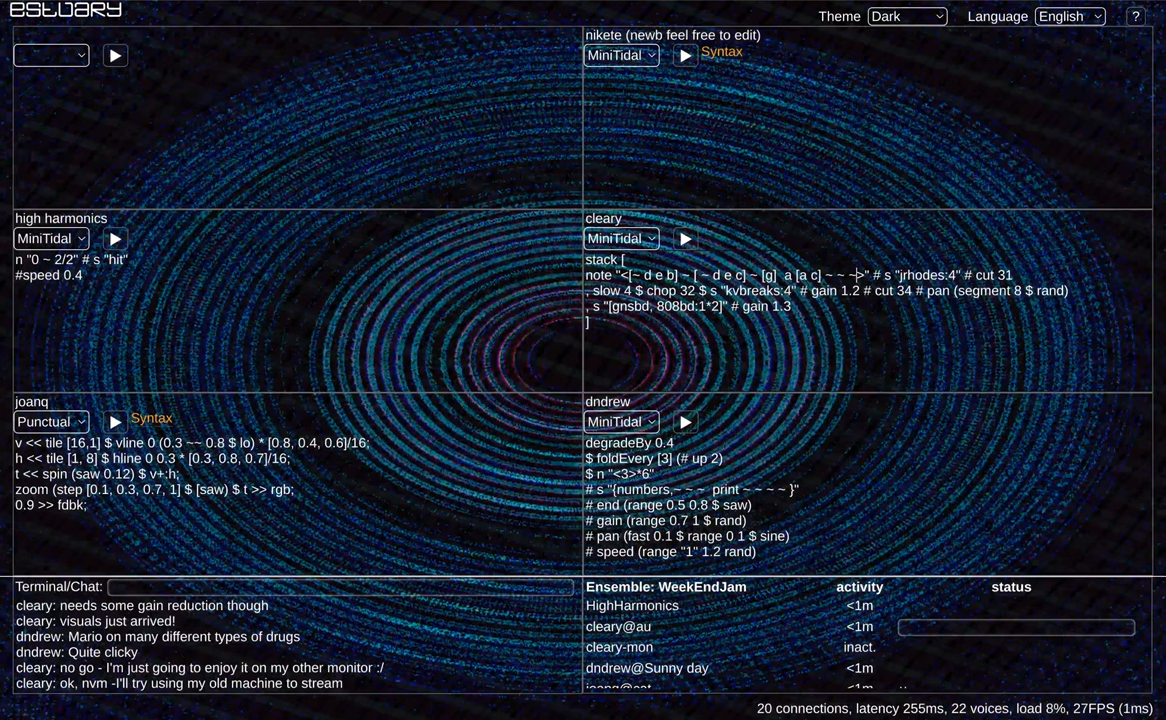 estuary
Theme Dark Language English ?
nikete (newb feel free to edit)
MiniTidal Syntax
high harmonics
MiniTidal
n "0 ~ 2/2" # s "hit"
#speed 0.4
cleary
MiniTidal
stack [
note "<[~ d e b] ~ [ ~ d e c] ~ [g]  a [a c] ~ ~ ~>" # s "jrhodes:4" # cut 31
, slow 4 $ chop 32 $ s "kvbreaks:4" # gain 1.2 # cut 34 # pan (segment 8 $ rand)
, s "[gnsbd, 808bd:1*2]" # gain 1.3
]
joanq
Punctual Syntax
v << tile [16,1] $ vline 0 (0.3 ~~ 0.8 $ lo) * [0.8, 0.4, 0.6]/16;
h << tile [1, 8] $ hline 0 0.3 * [0.3, 0.8, 0.7]/16;
t << spin (saw 0.12) $ v+:h;
zoom (step [0.1, 0.3, 0.7, 1] $ [saw) $ t >> rgb;
0.9 >> fdbk;
dndrew
MiniTidal
degradeBy 0.4
$ foldEvery [3] (# up 2)
$ n "<3>*6"
# s "{numbers,~ ~ ~  print ~ ~ ~ ~ }"
# end (range 0.5 0.8 $ saw)
# gain (range 0.7 1 $ rand)
# pan (fast 0.1 $ range 0 1 $ sine)
# speed (range "1" 1.2 rand)
Terminal/Chat:
cleary: needs some gain reduction though
cleary: visuals just arrived!
dndrew: Mario on many different types of drugs
dndrew: Quite clicky
cleary: no go - I'm just going to enjoy it on my other monitor :/
cleary: ok, nvm -I'll try using my old machine to stream
Ensemble: WeekEndJam activity status
HighHarmonics <1m
cleary@au <1m
cleary-mon inact.
dndrew@Sunny day <1m
<1m
20 connections, latency 255ms, 22 voices, load 8%, 27FPS (1ms)